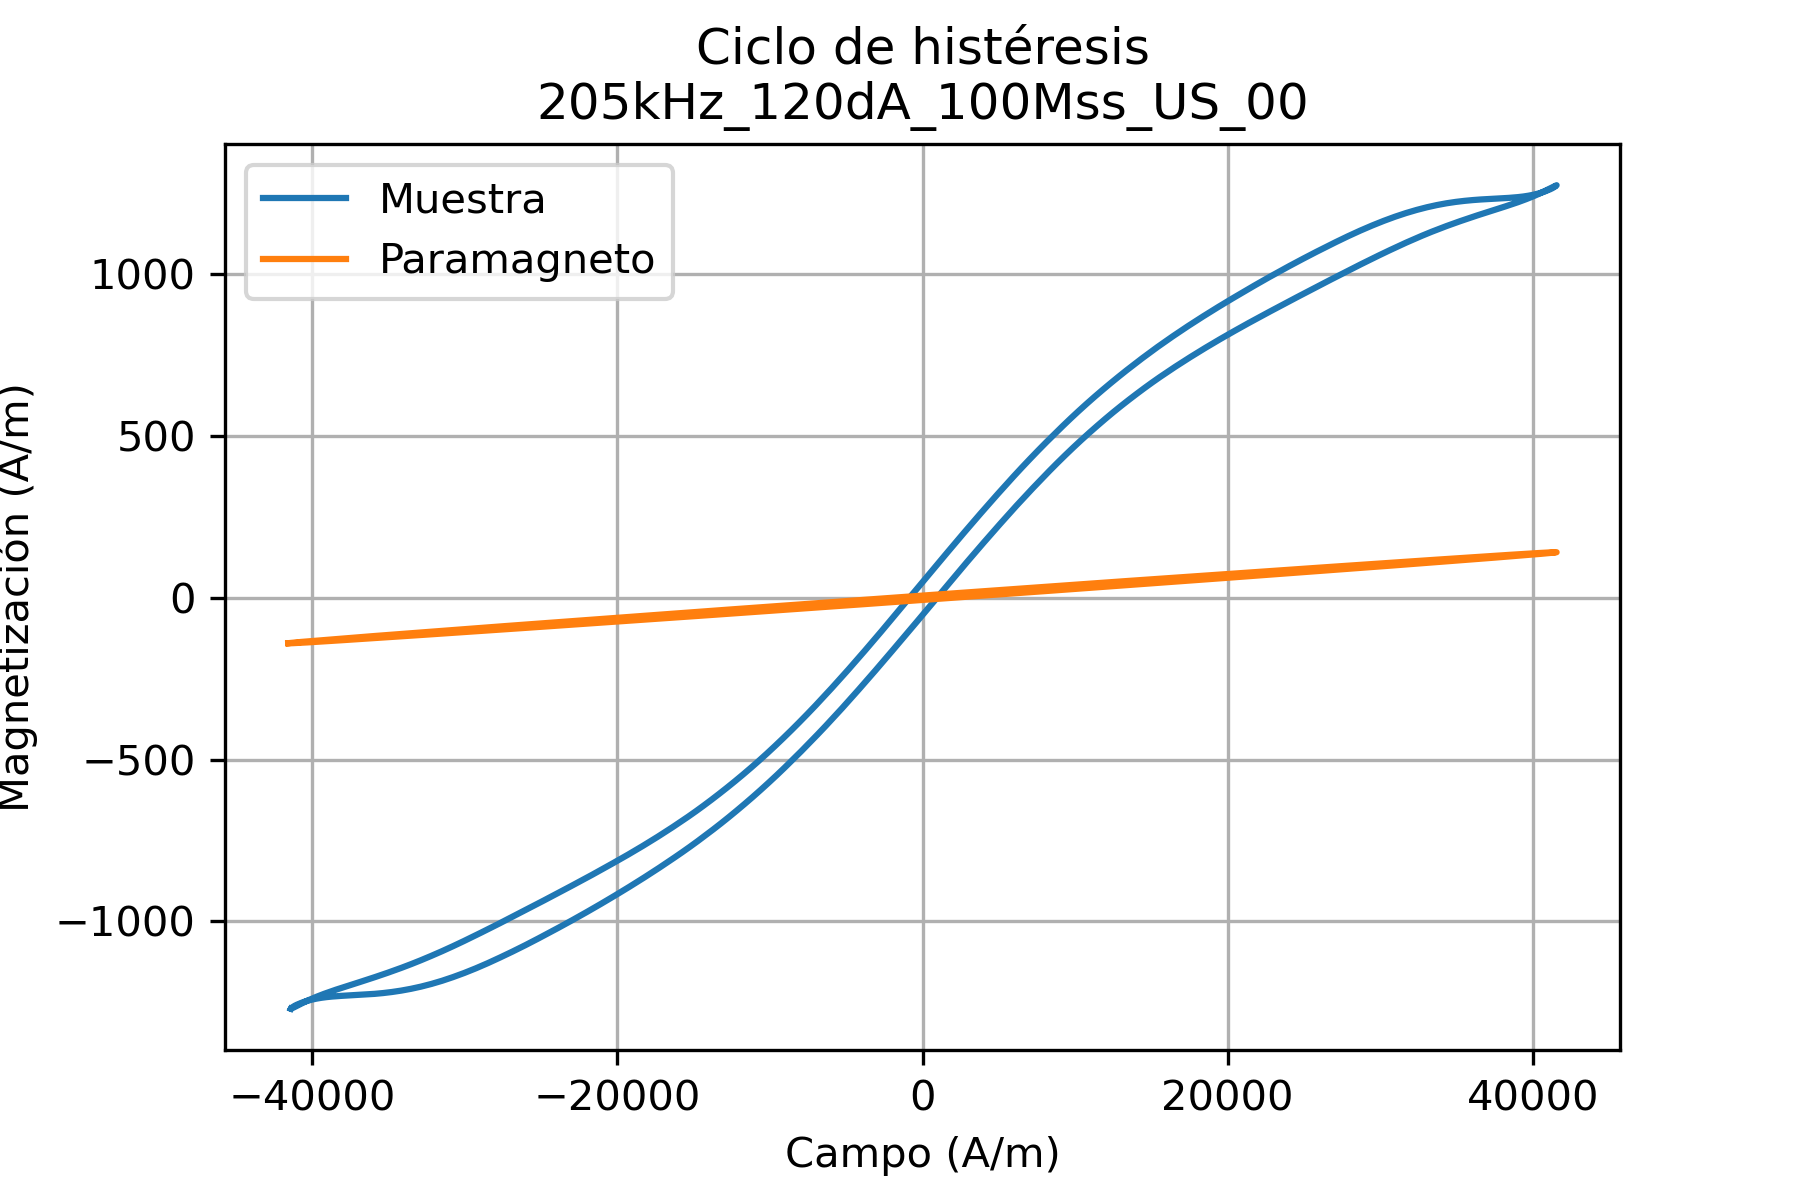 Ciclo de histéresis
205kHz_120dA_100Mss_US_00
Muestra
Paramagneto
Magnetización (A/m)
1000
500
0
−500
−1000
−40000
−20000
0
20000
40000
Campo (A/m)